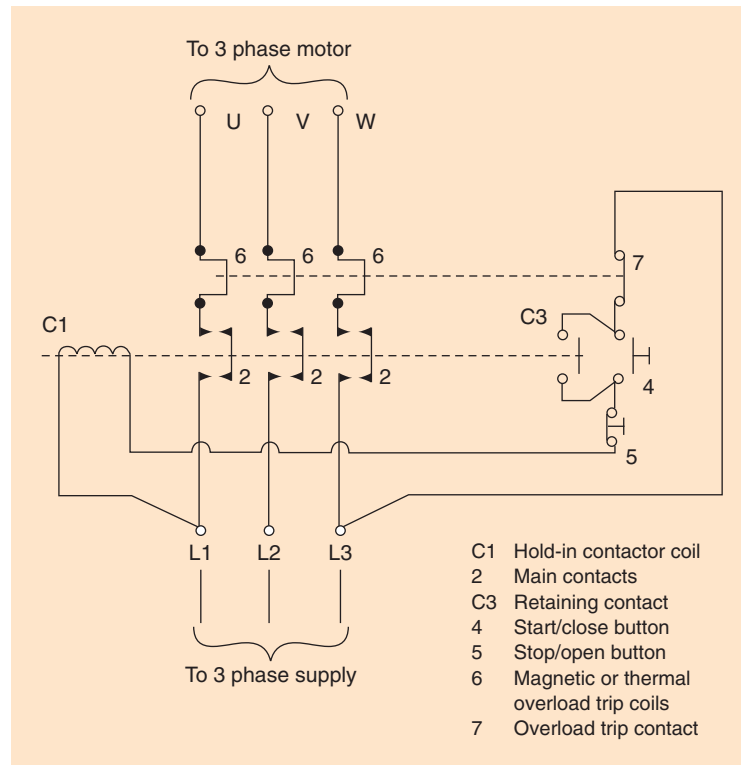 To 3 phase motor
U V W
6 6 6 7
C1 C3
2 2 2 4
5
L1 L2 L3
To 3 phase supply
C1 Hold-in contactor coil
2 Main contacts
C3 Retaining contact
4 Start/close button
5 Stop/open button
6 Magnetic or thermal
overload trip coils
7 Overload trip contact